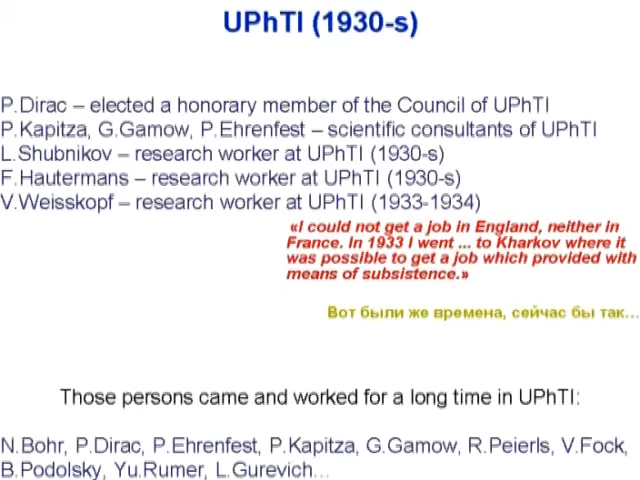 UPhTI (1930-s)
P.Dirac – elected a honorary member of the Council of UPhTI
P.Kapitza, G.Gamow, P.Ehrenfest – scientific consultants of UPhTI
L.Shubnikov – research worker at UPhTI (1930-s)
F.Hautermans – research worker at UPhTI (1930-s)
V.Weisskopf – research worker at UPhTI (1933-1934)
«I could not get a job in England, neither in
France. In 1933 I went ... to Kharkov where it
was possible to get a job which provided with
means of subsistence.»
Вот были же времена, сейчас бы так...
Those persons came and worked for a long time in UPhTI:
N.Bohr, P.Dirac, P.Ehrenfest, P.Kapitza, G.Gamow, R.Peierls, V.Fock,
B.Podolsky, Yu.Rumer, L.Gurevich...